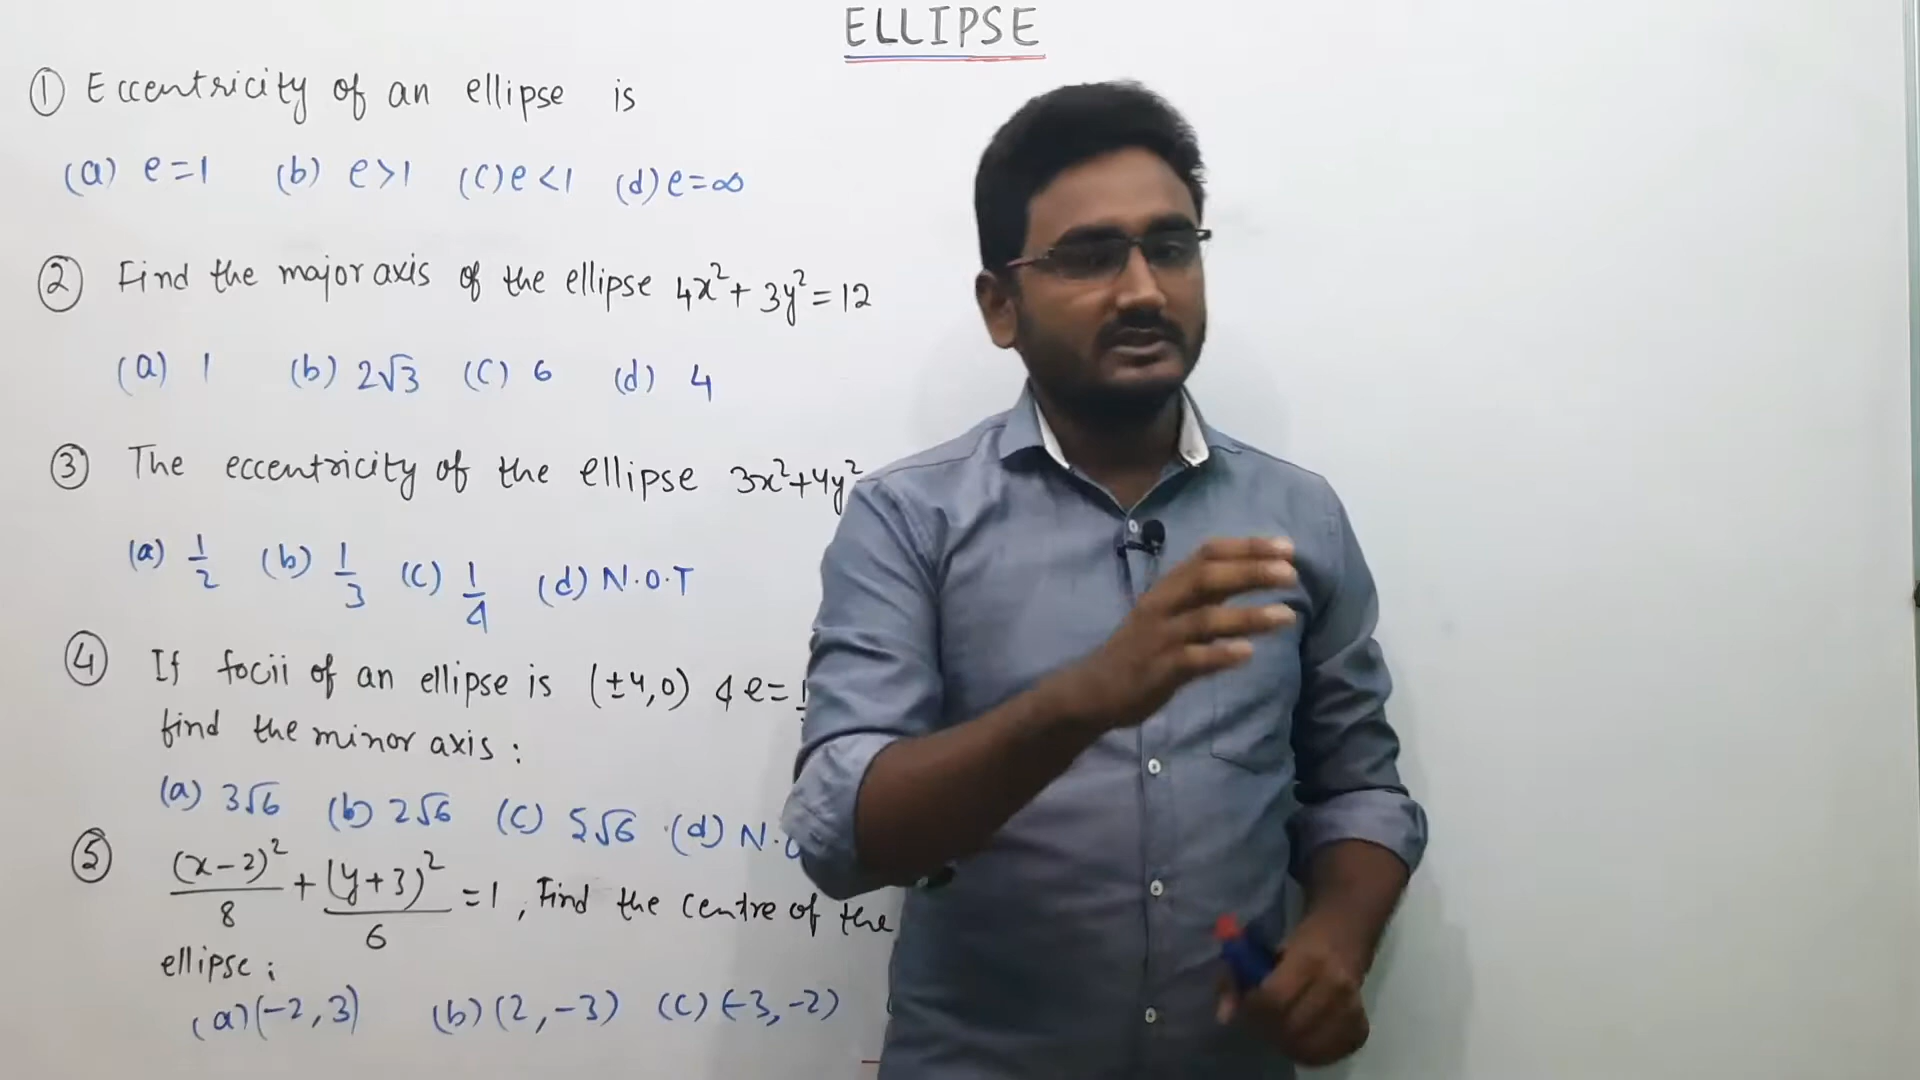 ELLIPSE
① Eccentricity of an ellipse is
(a) e=1 (b) e>1 (c) e<1 (d) e=∞
② Find the major axis of the ellipse 4x²+ 3y²=12
(a) 1 (b) 2√3 (c) 6 (d) 4
③ The eccentricity of the ellipse 3x²+4y²
(a) 1/2 (b) 1/3 (c) 1/4 (d) N.O.T
④ If focii of an ellipse is (±4,0) & e=
find the minor axis:
(a) 3√6 (b) 2√6 (c) 5√6 (d) N.
⑤ (x-2)²/8 + (y+3)²/6 =1, Find the centre of the
ellipse:
(a) (-2,3) (b) (2,-3) (c) (-3,-2)